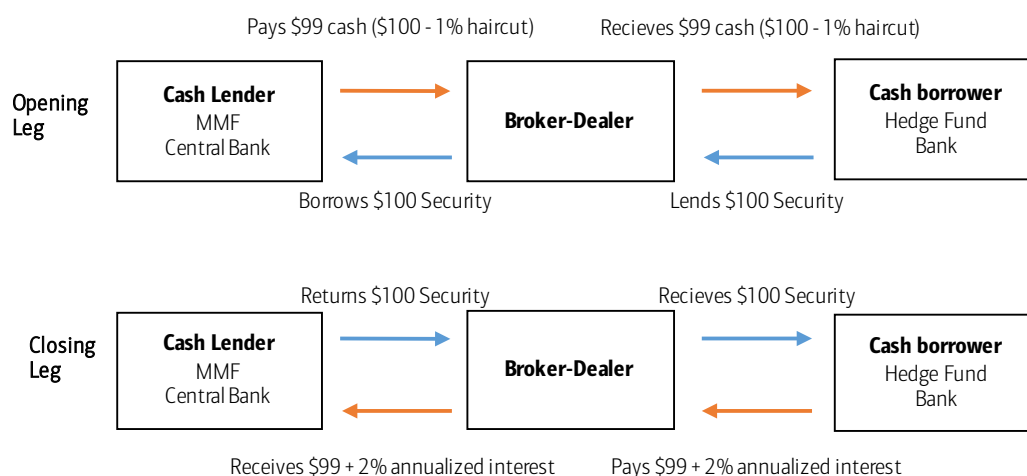 Pays $99 cash ($100 - 1% haircut)
Recieves $99 cash ($100 - 1% haircut)
Opening
Leg
Cash Lender
MMF
Central Bank
Broker-Dealer
Cash borrower
Hedge Fund
Bank
Borrows $100 Security
Lends $100 Security
Returns $100 Security
Recieves $100 Security
Closing
Leg
Cash Lender
MMF
Central Bank
Broker-Dealer
Cash borrower
Hedge Fund
Bank
Receives $99 + 2% annualized interest
Pays $99 + 2% annualized interest